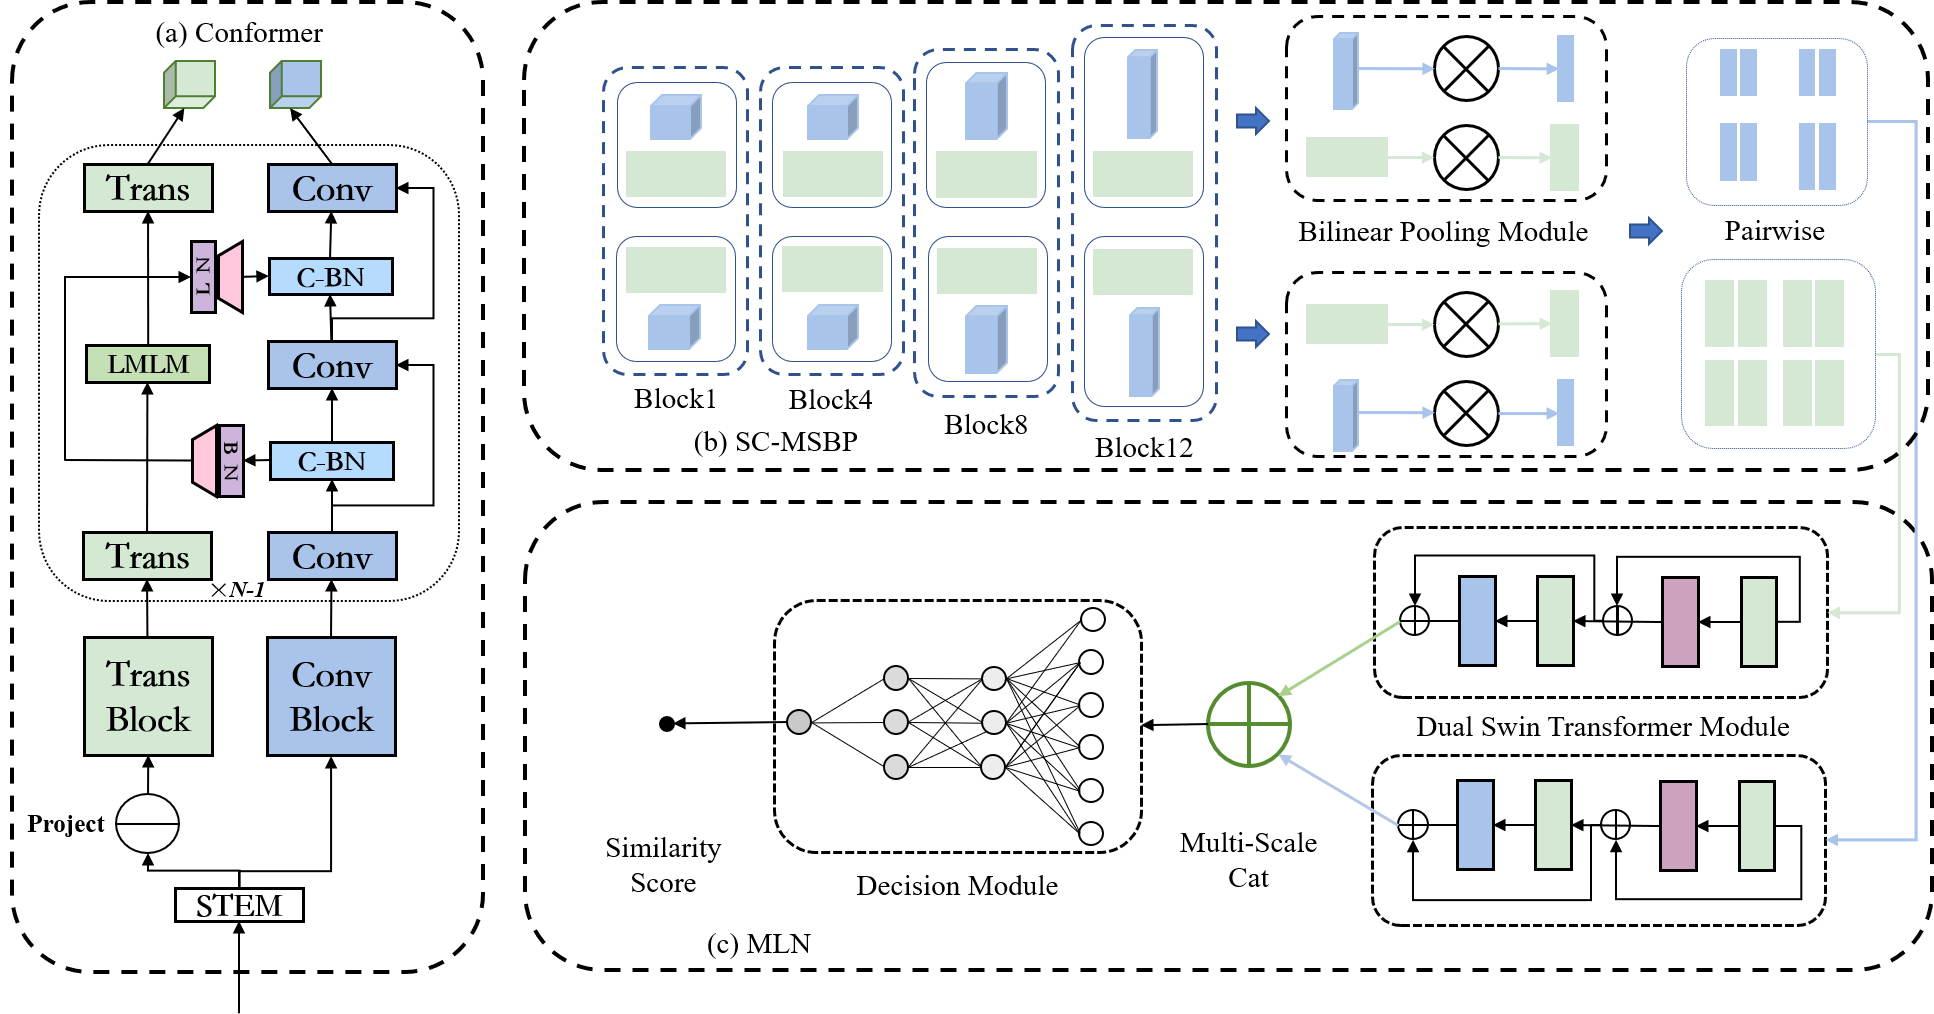 (a) Conformer
Trans
Conv
L N
C-BN
LMLM
Conv
B N
C-BN
Trans
Conv
×N-1
Trans
Block
Conv
Block
Project
STEM
Block1
Block4
Block8
Block12
(b) SC-MSBP
Bilinear Pooling Module
Pairwise
Dual Swin Transformer Module
Multi-Scale
Cat
Decision Module
Similarity
Score
(c) MLN